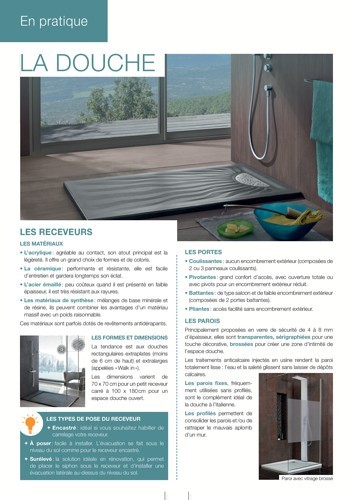 En pratique
LA DOUCHE
LES RECEVEURS
LES MATÉRIAUX
• L'acrylique : agréable au contact, son atout principal est la
légèreté. Il offre un grand choix de formes et de coloris.
• La céramique : performante et résistante, elle est facile
d'entretien et gardera longtemps son éclat.
• L'acier émaillé : peu coûteux quand il est présenté en faible
épaisseur, il est très résistant aux rayures.
• Les matériaux de synthèse : mélanges de base minérale et
de résine, ils peuvent combiner les avantages d'un matériau
massif avec un poids raisonnable.
Ces matériaux sont parfois dotés de revêtements antidérapants.
LES FORMES ET DIMENSIONS
La tendance est aux douches
rectangulaires extraplates (moins
de 6 cm de haut) et extralarges
(appelées « Walk in »).
Les dimensions varient de
70 x 70 cm pour un petit receveur
carré à 100 x 180cm pour un
espace douche ouvert.
LES TYPES DE POSE DU RECEVEUR
• Encastré : idéal si vous souhaitez habiller de
carrelage votre receveur.
• À poser : facile à installer. L'évacuation se fait sous le
niveau du sol comme pour le receveur encastré.
• Surélevé : la solution idéale en rénovation, qui permet
de placer le siphon sous le receveur et d'installer une
évacuation latérale au-dessus du niveau du sol.
LES PORTES
• Coulissantes : aucun encombrement extérieur (composées de
2 ou 3 panneaux coulissants).
• Pivotantes : grand confort d'accès, avec ouverture totale ou
avec pivots pour un encombrement extérieur réduit.
• Battantes : de type saloon et de faible encombrement extérieur
(composées de 2 portes battantes).
• Pliantes : accès facilité sans encombrement extérieur.
LES PAROIS
Principalement proposées en verre de sécurité de 4 à 8 mm
d'épaisseur, elles sont transparentes, sérigraphiées pour une
touche décorative, brossées pour créer une zone d'intimité de
l'espace douche.
Les traitements anticalcaire injectés en usine rendent la paroi
totalement lisse : l'eau et la saleté glissent sans laisser de dépôts
calcaires.
Les parois fixes, fréquem-
ment utilisées sans profilés,
sont le complément idéal de
la douche à l'italienne.
Les profilés permettant de
consolider les parois et/ou de
rattraper le mauvais aplomb
d'un mur.
Paroi avec vitrage brossé